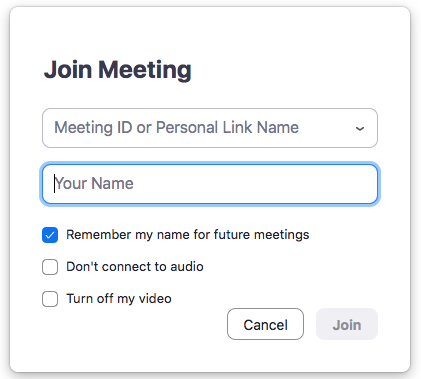 Join Meeting
Meeting ID or Personal Link Name
Your Name
Remember my name for future meetings
Don't connect to audio
Turn off my video
Cancel Join